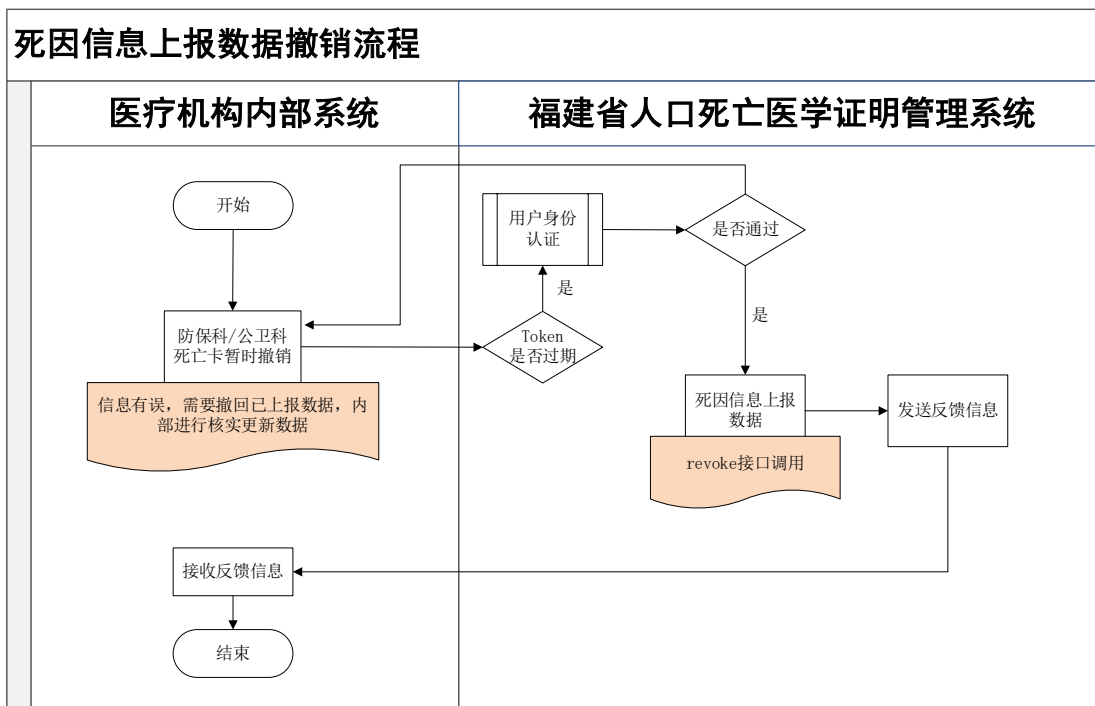 死因信息上报数据撤销流程
医疗机构内部系统
福建省人口死亡医学证明管理系统
开始
用户身份
认证
是否通过
是
是
防保科/公卫科
死亡卡暂时撤销
Token
是否过期
信息有误，需要撤回已上报数据，内
部进行核实更新数据
死因信息上报
数据
发送反馈信息
revoke接口调用
接收反馈信息
结束